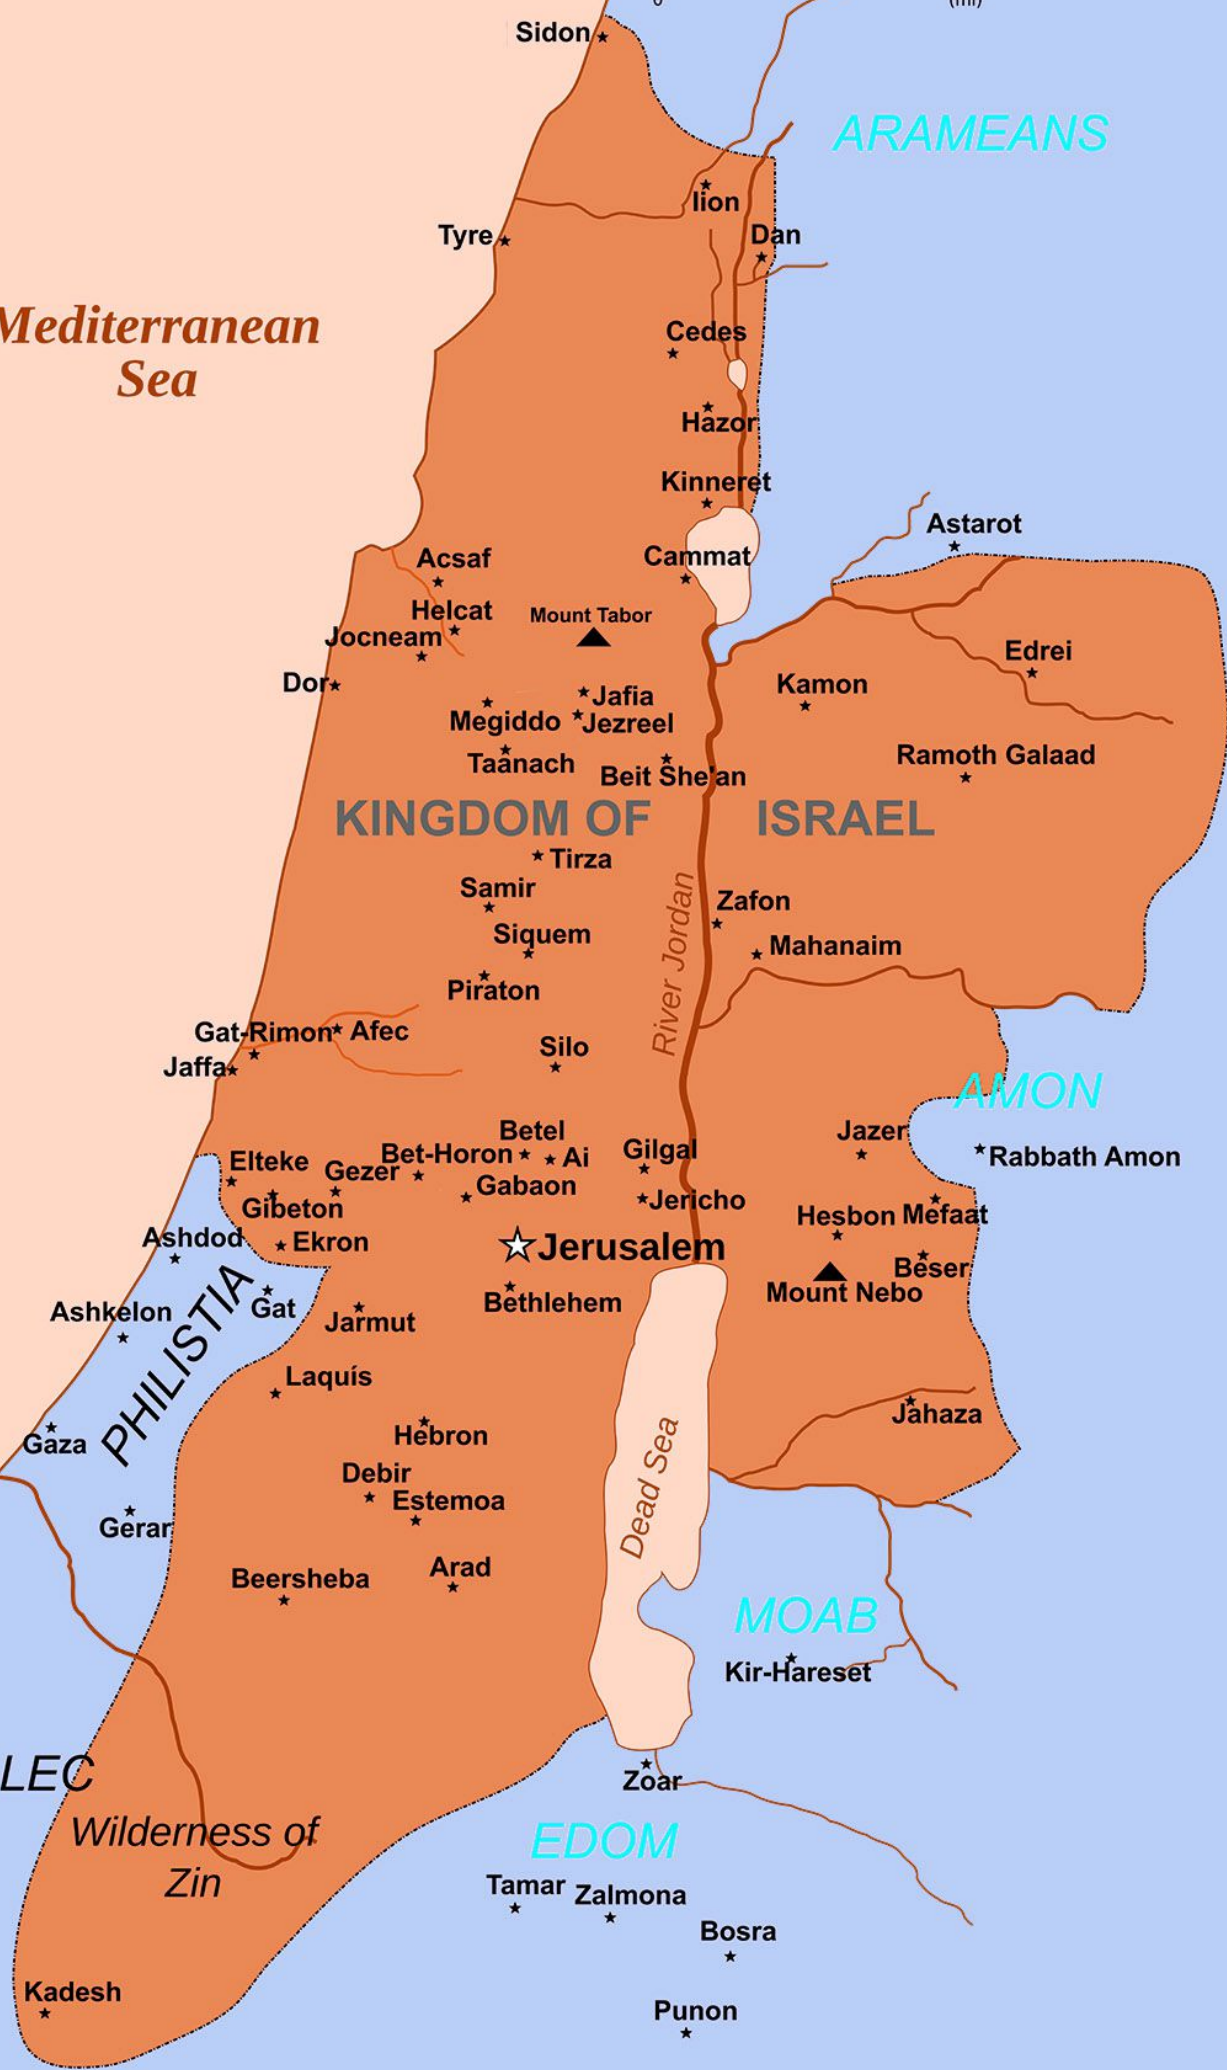 (mi)
Sidon
ARAMEANS
Iion
Tyre
Dan
Mediterranean
Sea
Cedes
Hazor
Kinneret
Astarot
Acsaf
Cammat
Helcat
Mount Tabor
Jocneam
Edrei
Dor
Kamon
Jafia
Megiddo
Jezreel
Ramoth Galaad
Taanach
Beit She'an
KINGDOM OF ISRAEL
Tirza
Samir
Zafon
Siquem
Mahanaim
Piraton
River Jordan
Gat-Rimon
Afec
Silo
Jaffa
AMON
Betel
Jazer
Bet-Horon
Ai
Gilgal
Rabbath Amon
Elteke
Gezer
Gabaon
Jericho
Gibeton
Hesbon
Mefaat
Ashdod
Ekron
Jerusalem
Beser
Mount Nebo
Bethlehem
Gat
Ashkelon
Jarmut
PHILISTIA
Laquís
Jahaza
Hebron
Gaza
Debir
Dead Sea
Estemoa
Gerar
Arad
Beersheba
MOAB
Kir-Hareset
LEC
Zoar
Wilderness of
Zin
EDOM
Tamar
Zalmona
Bosra
Kadesh
Punon